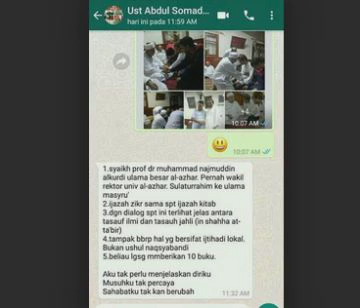 Ust Abdul Somad...
hari ini pada 11:59 AM
10:07 AM
10:07 AM
1.syaikh prof dr muhammad najmuddin
alkurdi ulama besar al-azhar. Pernah wakil
rektor univ al-azhar. Sulaturrahim ke ulama
masyru'
2.ijazah zikr sama spt ijazah kitab
3.dgn dialog spt ini terlihat jelas antara
tasauf ilmi dan tasauh jahli (in shahha at-
ta'bir)
4.tampak bbrp hal yg bersifat ijtihadi lokal.
Bukan ushul naqsyabandi
5.beliau lgsg mmberikan 10 buku.
Aku tak perlu menjelaskan diriku
Musuhku tak percaya
Sahabatku tak kan berubah
11:32 AM